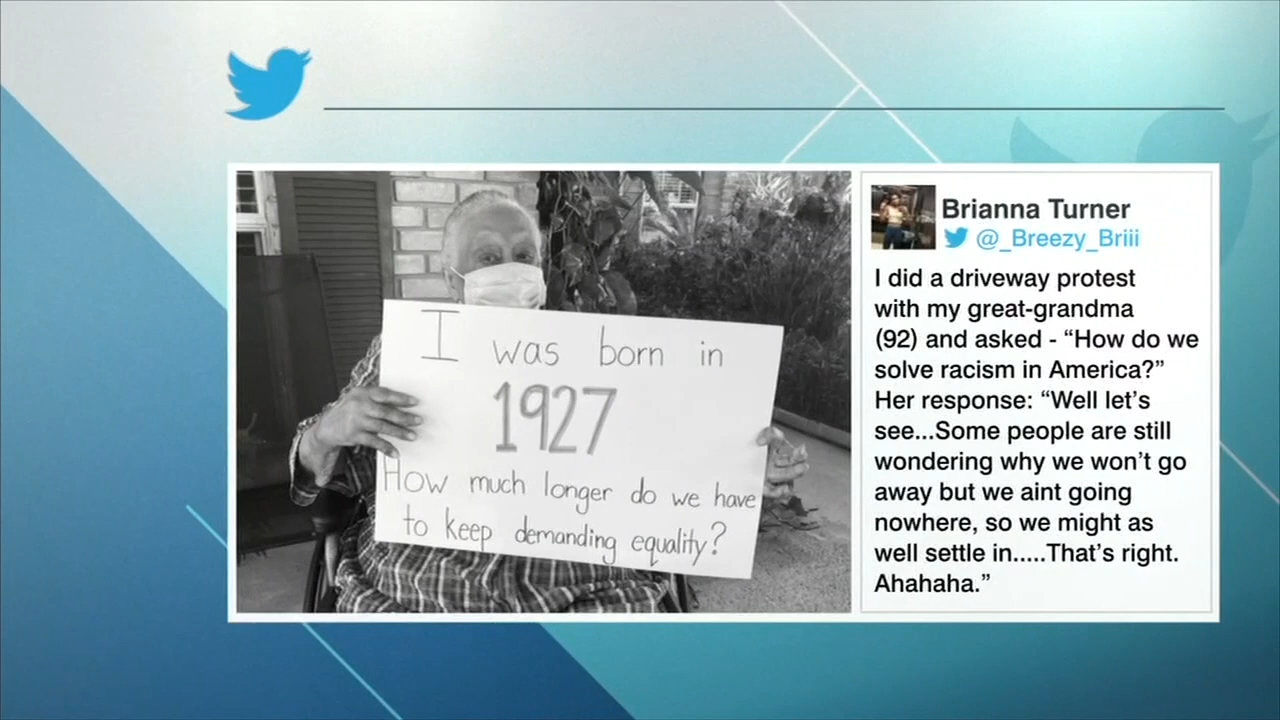 I was born in
1927
How much longer do we have
to keep demanding equality?
Brianna Turner
@_Breezy_Briii
I did a driveway protest
with my great-grandma
(92) and asked - “How do we
solve racism in America?”
Her response: “Well let’s
see...Some people are still
wondering why we won’t go
away but we aint going
nowhere, so we might as
well settle in.....That’s right.
Ahahaha.”